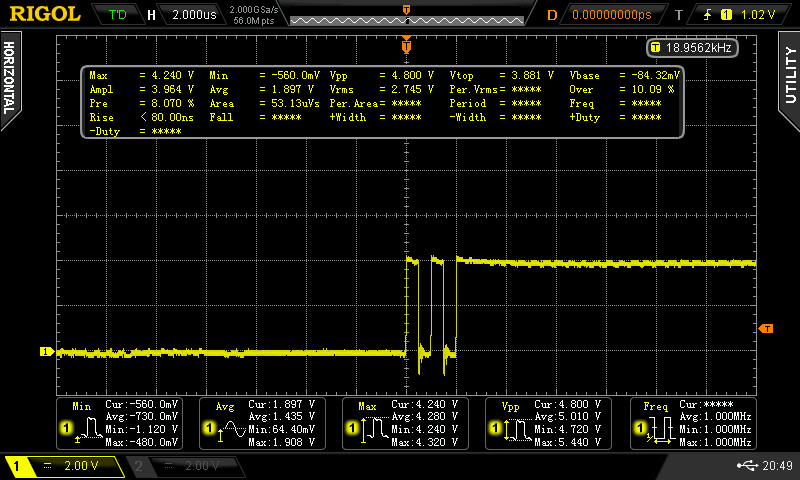 RIGOL T'D H 2.000us 2.000GSa/s 56.0M pts D 0.00000000ps T 1 1.02 V
HORIZONTAL
UTILITY
T 18.9562kHz
Max = 4.240 V Min = -560.0mV Vpp = 4.800 V Vtop = 3.881 V Vbase = -84.32mV
Ampl = 3.964 V Avg = 1.897 V Vrms = 2.745 V Per.Vrms= ***** Over = 10.09 %
Pre = 8.070 % Area = 53.13uVs Per.Area= ***** Period = ***** Freq = *****
Rise < 80.00ns Fall = ***** +Width = ***** -Width = ***** +Duty = *****
-Duty = *****
T
1
T
1 Min Cur:-560.0mV
Avg:-730.0mV
Min:-1.120 V
Max:-480.0mV
1 Avg Cur:1.897 V
Avg:1.435 V
Min:64.40mV
Max:1.908 V
1 Max Cur:4.240 V
Avg:4.280 V
Min:4.240 V
Max:4.320 V
1 Vpp Cur:4.800 V
Avg:5.010 V
Min:4.720 V
Max:5.440 V
1 Freq Cur:*****
Avg:1.000MHz
Min:1.000MHz
Max:1.000MHz
1 2.00 V 2 2.00 V 20:49